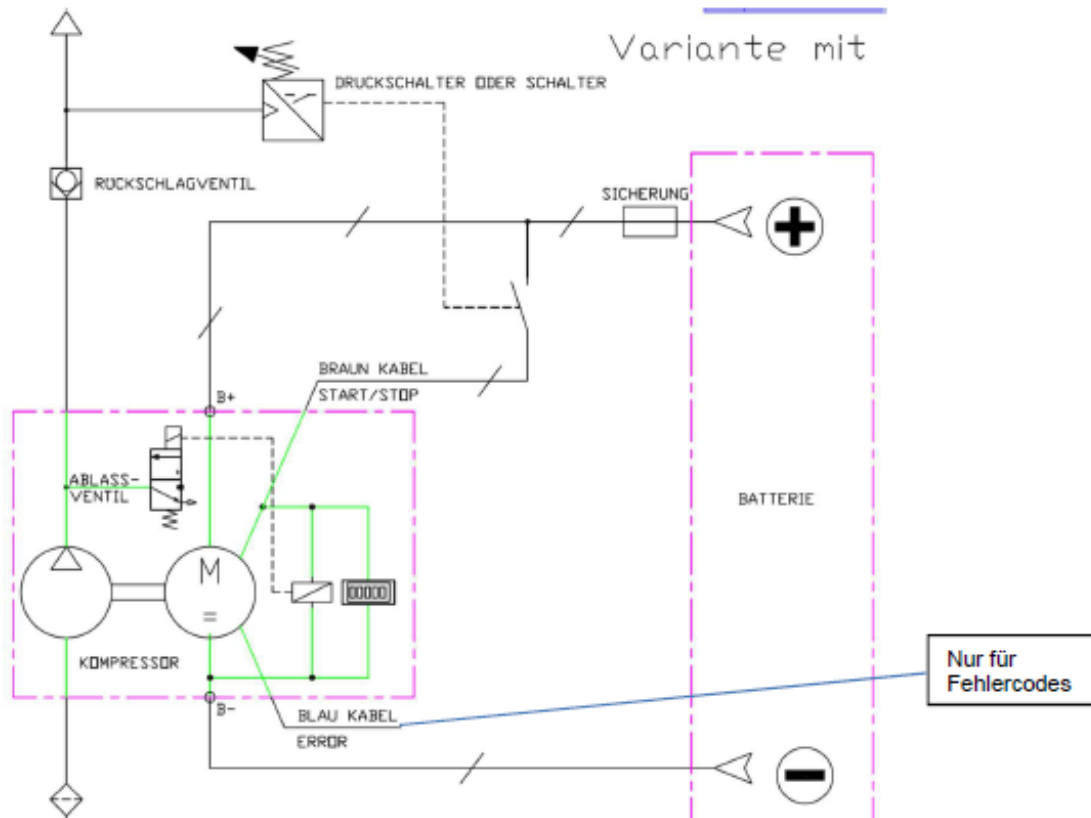 Variante mit
DRUCKSCHALTER ODER SCHALTER
RÜCKSCHLAGVENTIL
SICHERUNG
BRAUN KABEL
START/STOP
B+
ABLASS-
VENTIL
BATTERIE
M
=
00000
KOMPRESSOR
Nur für
Fehlercodes
B-
BLAU KABEL
ERROR